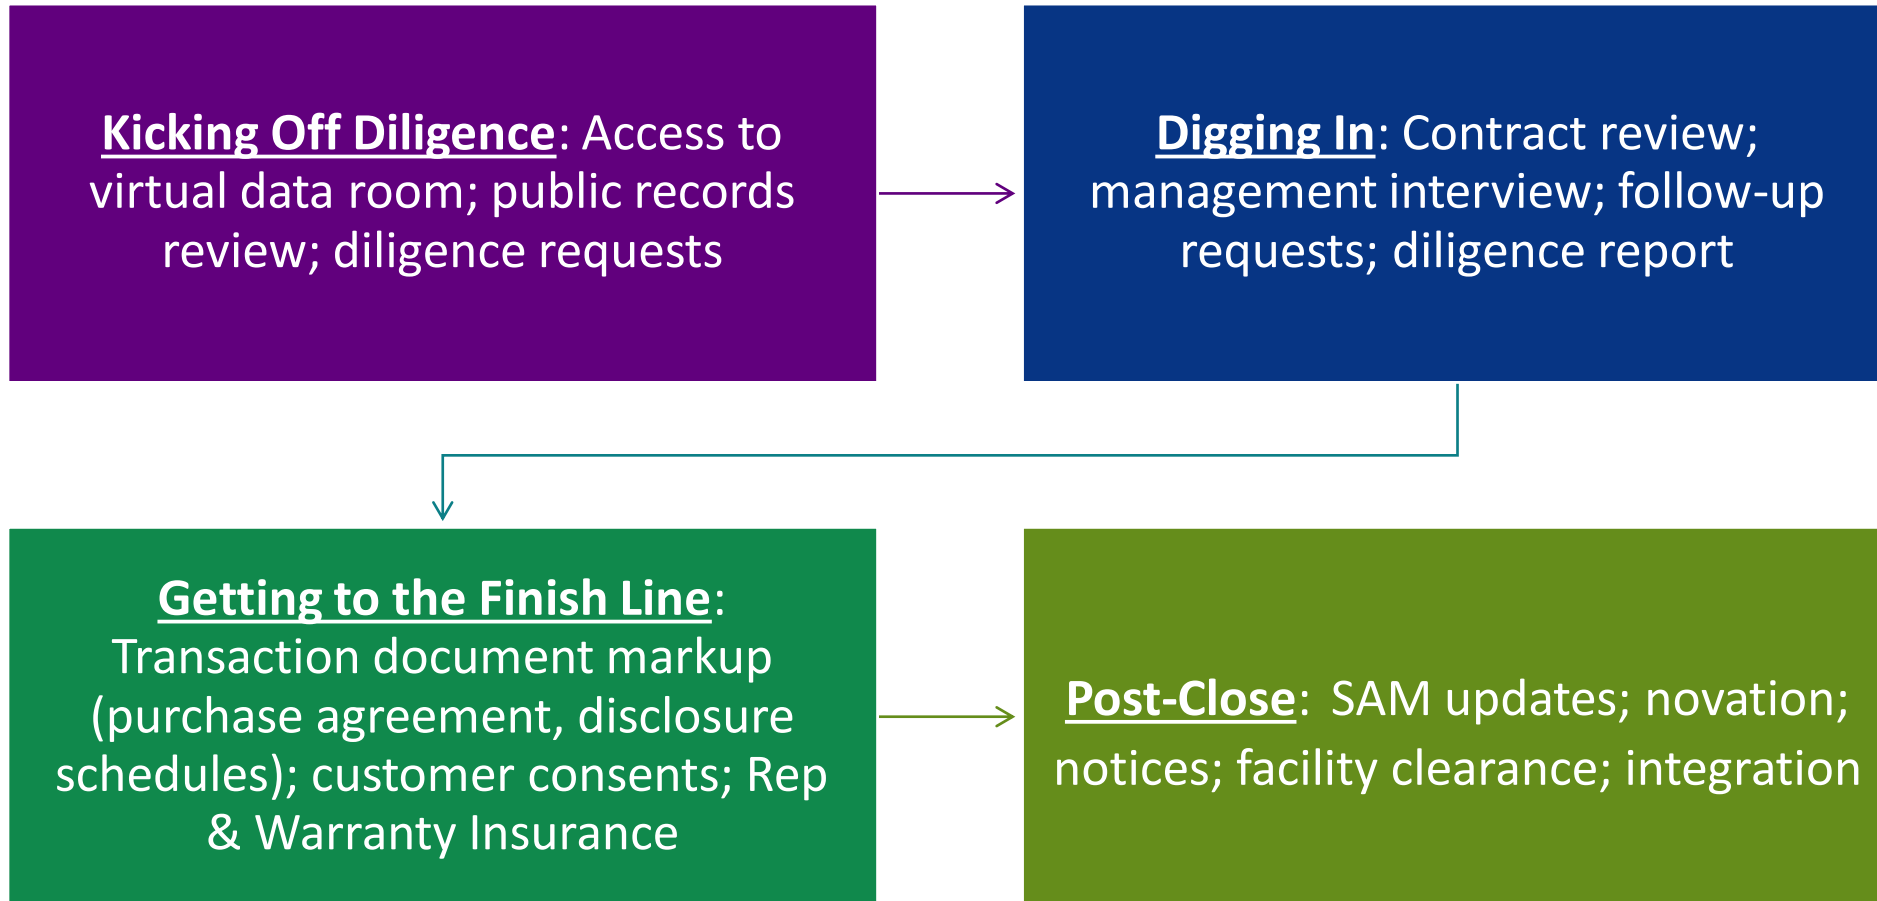 Kicking Off Diligence: Access to
virtual data room; public records
review; diligence requests
Digging In: Contract review;
management interview; follow-up
requests; diligence report
Getting to the Finish Line:
Transaction document markup
(purchase agreement, disclosure
schedules); customer consents; Rep
& Warranty Insurance
Post-Close: SAM updates; novation;
notices; facility clearance; integration